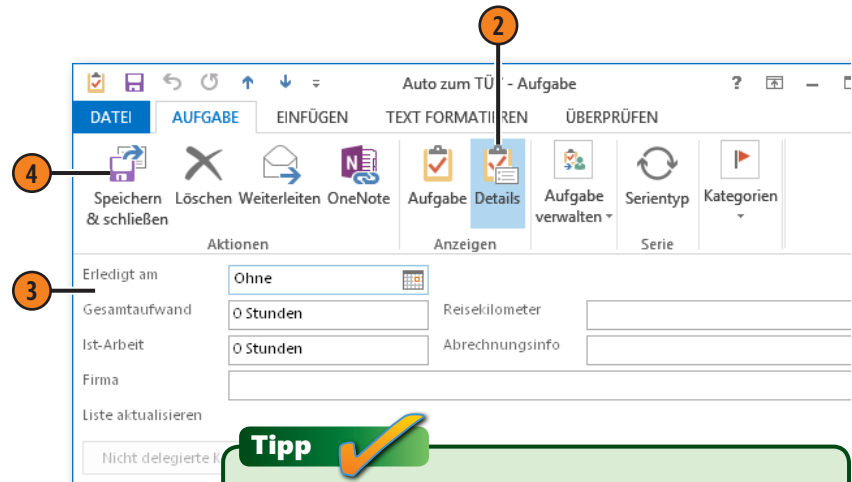 2
Auto zum TÜV - Aufgabe
DATEI AUFGABE EINFÜGEN TEXT FORMATIEREN ÜBERPRÜFEN
4
Speichern & schließen
Löschen Weiterleiten OneNote
Aufgabe Details
Aufgabe verwalten
Serientyp
Kategorien
Aktionen Anzeigen Serie
3
Erledigt am Ohne
Gesamtaufwand 0 Stunden Reisekilometer
Ist-Arbeit 0 Stunden Abrechnungsinfo
Firma
Liste aktualisieren
Nicht delegierte
Tipp